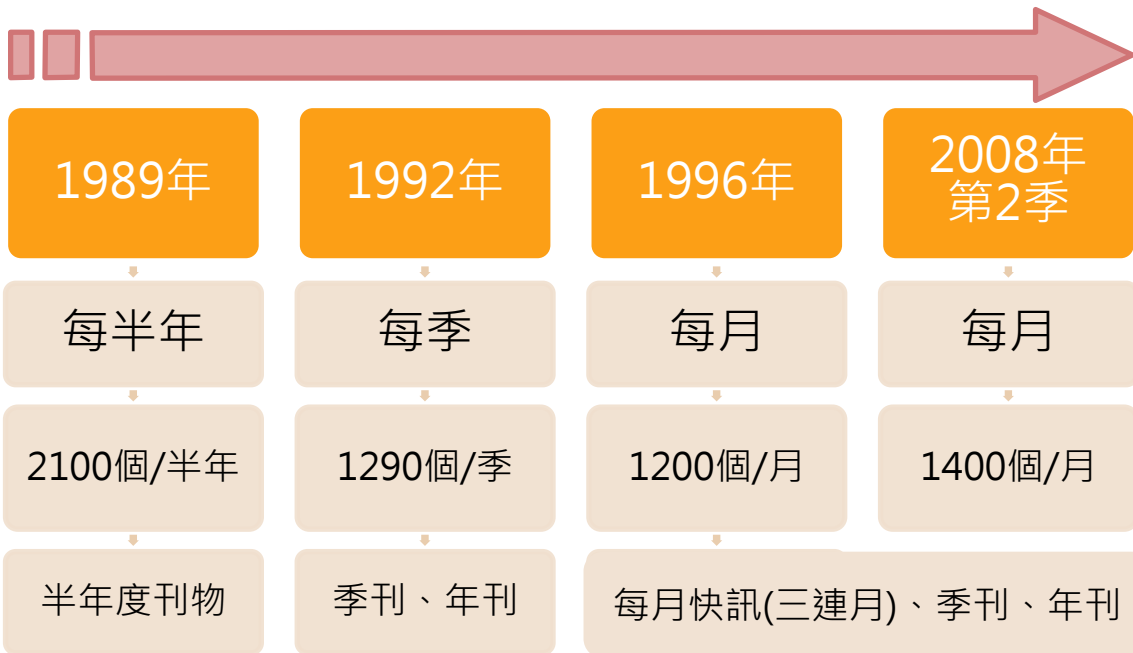 1989年
1992年
1996年
2008年
第2季
每半年
每季
每月
每月
2100個/半年
1290個/季
1200個/月
1400個/月
半年度刊物
季刊、年刊
每月快訊(三連月)、季刊、年刊